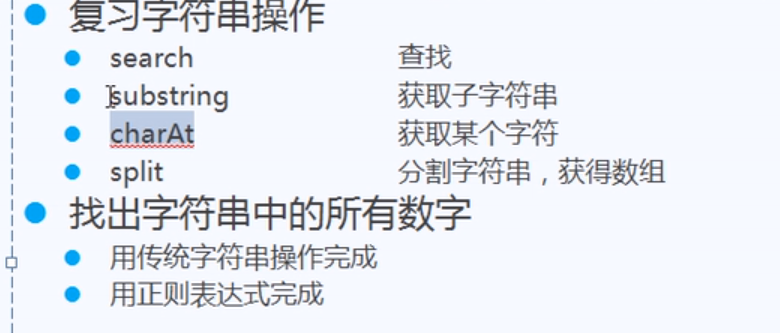 复习字符串操作
search 查找
substring 获取子字符串
charAt 获取某个字符
split 分割字符串，获得数组
找出字符串中的所有数字
用传统字符串操作完成
用正则表达式完成